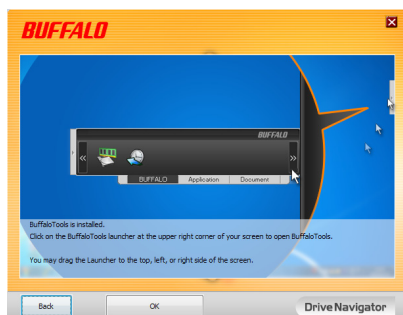 BUFFALO
BUFFALO
BUFFALO Application Document
BuffaloTools is installed.
Click on the BuffaloTools launcher at the upper right corner of your screen to open BuffaloTools.
You may drag the Launcher to the top, left, or right side of the screen.
Back OK DriveNavigator